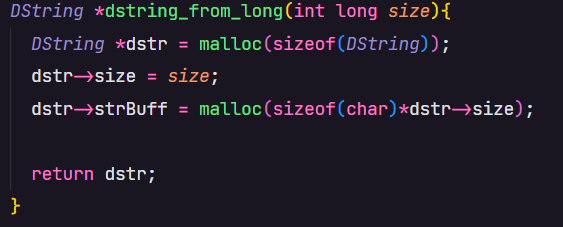 DString *dstring_from_long(int long size){
DString *dstr = malloc(sizeof(DString));
dstr->size = size;
dstr->strBuff = malloc(sizeof(char)*dstr->size);
return dstr;
}